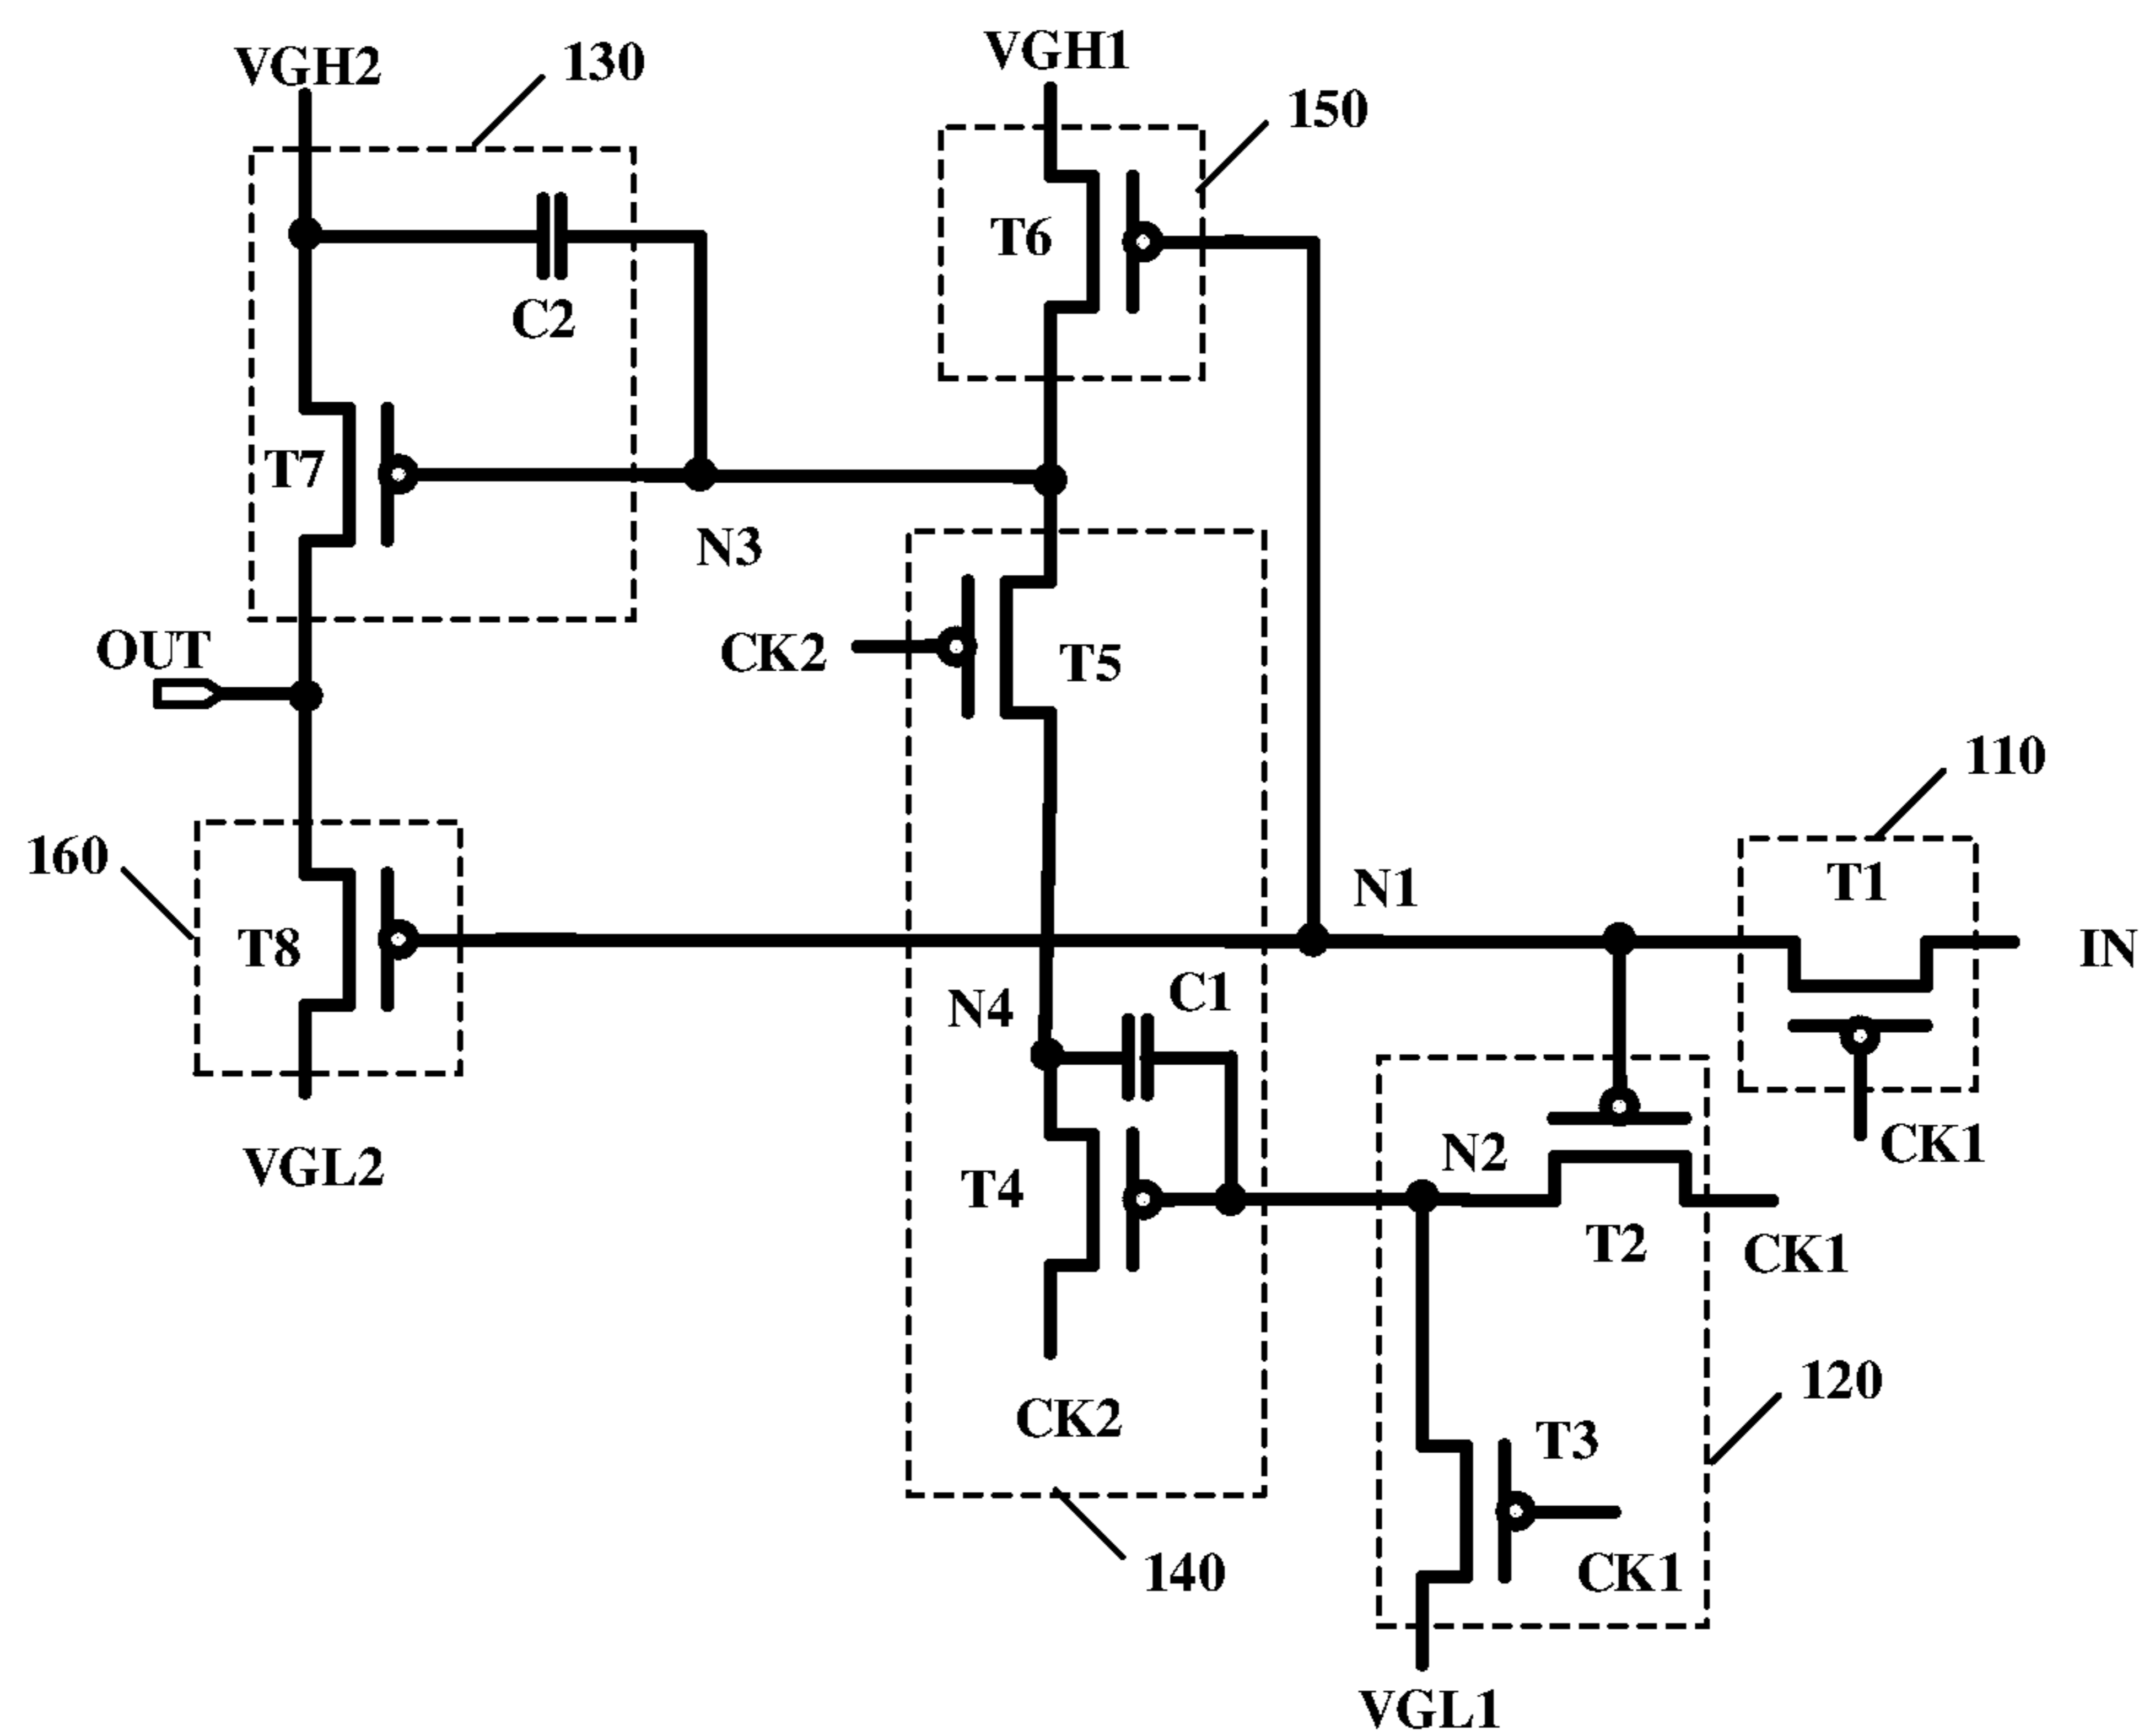 VGH1
VGH2
130
150
T6
C2
T7
N3
OUT
CK2
T5
110
160
T1
N1
T8
IN
C1
N4
CK1
N2
VGL2
T4
T2
CK1
120
CK2
T3
140
CK1
VGL1